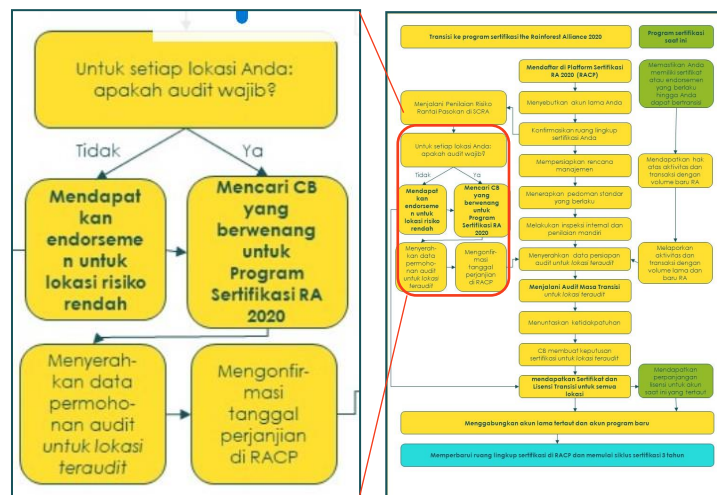 Untuk setiap lokasi Anda:
apakah audit wajib?
Tidak
Ya
Mendapat
kan
endorseme
n untuk
lokasi risiko
rendah
Mencari CB
yang
berwenang
untuk
Program
Sertifikasi RA
2020
Menyerah-
kan data
permoho-
nan audit
untuk lokasi
teraudit
Mengonfir-
masi
tanggal
perjanjian
di RACP
Transisi ke program sertifikasi the Rainforest Alliance 2020
Program sertifikasi
saat ini
Mendaftar di Platform Sertifikasi
RA 2020 (RACP)
Memastikan Anda
memiliki sertifikat
atau endorsemen
yang berlaku
hingga Anda
dapat bertransisi
Menjalani Penilaian Risiko
Rantai Pasokan di SCRA
Menyebutkan akun lama Anda
Konfirmasikan ruang lingkup
sertifikasi Anda
Untuk setiap lokasi Anda:
apakah audit wajib?
Mempersiapkan rencana
manajemen
Mendapatkan hak
atas aktivitas dan
transaksi dengan
volume baru RA
Tidak
Ya
Mendapat
kan
endorseme
n untuk lokasi risiko
rendah
Mencari CB
yang
berwenang
untuk
Program
Sertifikasi RA
2020
Menerapkan pedoman standar
yang berlaku
Melakukan inspeksi internal dan
penilaian mandiri
Menyerah-
kan data
permoho-
nan audit
untuk lokasi
teraudit
Mengonfir-
masi
tanggal
perjanjian
di RACP
Menyerahkan data persiapan
audit untuk lokasi teraudit
Melaporkan
aktivitas dan
transaksi dengan
volume lama dan
baru RA
Menjalani Audit Masa Transisi
untuk lokasi teraudit
Menuntaskan ketidakpatuhan
CB membuat keputusan
sertifikasi untuk lokasi teraudit
mendapatkan Sertifikat dan
Lisensi Transisi untuk semua
lokasi
Mendapatkan
perpanjangan
lisensi untuk akun
saat ini yang tertaut
Menggabungkan akun lama tertaut dan akun program baru
Memperbarui ruang lingkup sertifikasi di RACP dan memulai siklus sertifikasi 3 tahun